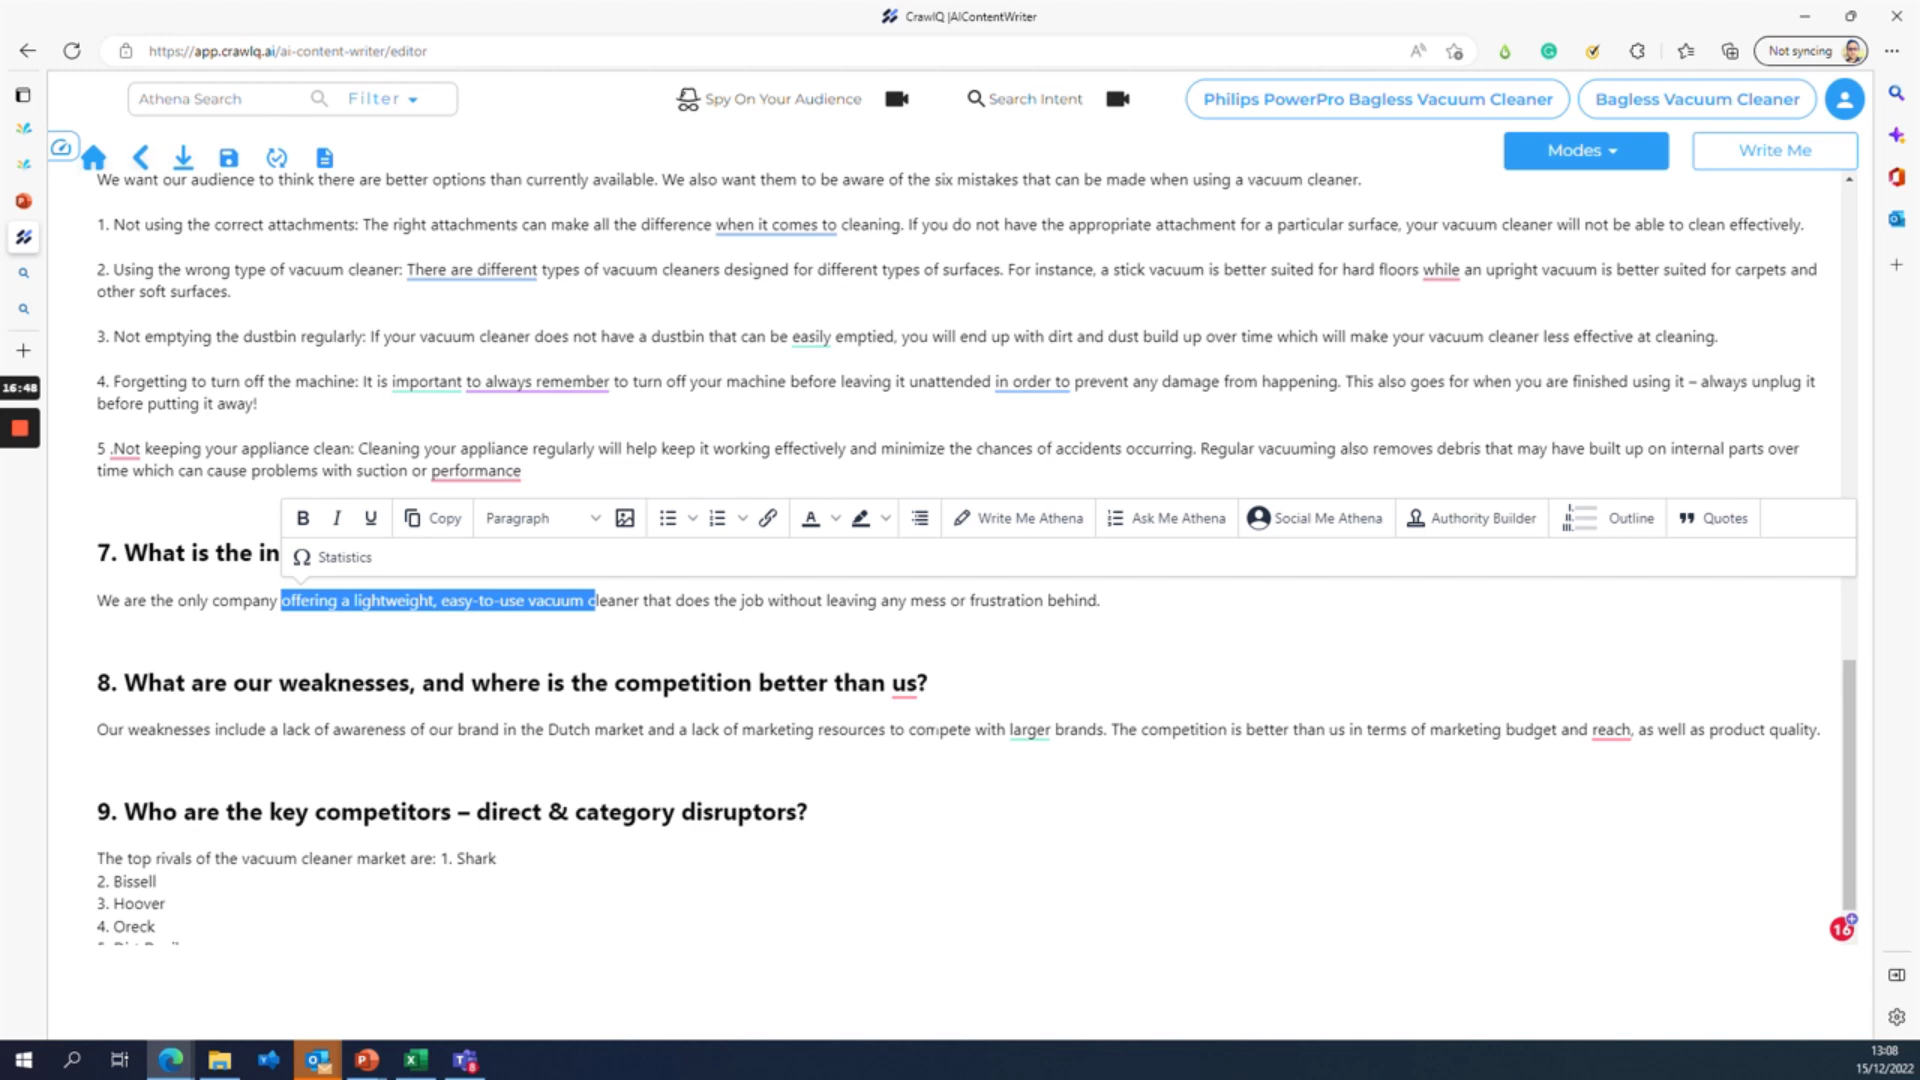 CrawlQ |AIContentWriter
https://app.crawlq.ai/ai-content-writer/editor
Not syncing
Athena Search
Filter
Spy On Your Audience
Search Intent
Philips PowerPro Bagless Vacuum Cleaner
Bagless Vacuum Cleaner
Modes
Write Me
We want our audience to think there are better options than currently available. We also want them to be aware of the six mistakes that can be made when using a vacuum cleaner.
1. Not using the correct attachments: The right attachments can make all the difference when it comes to cleaning. If you do not have the appropriate attachment for a particular surface, your vacuum cleaner will not be able to clean effectively.
2. Using the wrong type of vacuum cleaner: There are different types of vacuum cleaners designed for different types of surfaces. For instance, a stick vacuum is better suited for hard floors while an upright vacuum is better suited for carpets and
other soft surfaces.
3. Not emptying the dustbin regularly: If your vacuum cleaner does not have a dustbin that can be easily emptied, you will end up with dirt and dust build up over time which will make your vacuum cleaner less effective at cleaning.
4. Forgetting to turn off the machine: It is important to always remember to turn off your machine before leaving it unattended in order to prevent any damage from happening. This also goes for when you are finished using it – always unplug it
before putting it away!
16:48
5 .Not keeping your appliance clean: Cleaning your appliance regularly will help keep it working effectively and minimize the chances of accidents occurring. Regular vacuuming also removes debris that may have built up on internal parts over
time which can cause problems with suction or performance
B I U Copy Paragraph A Write Me Athena Ask Me Athena Social Me Athena Authority Builder Outline Quotes
Statistics
7. What is the in
We are the only company offering a lightweight, easy-to-use vacuum cleaner that does the job without leaving any mess or frustration behind.
8. What are our weaknesses, and where is the competition better than us?
Our weaknesses include a lack of awareness of our brand in the Dutch market and a lack of marketing resources to compete with larger brands. The competition is better than us in terms of marketing budget and reach, as well as product quality.
9. Who are the key competitors – direct & category disruptors?
The top rivals of the vacuum cleaner market are: 1. Shark
2. Bissell
3. Hoover
4. Oreck
16
13:08
15/12/2022